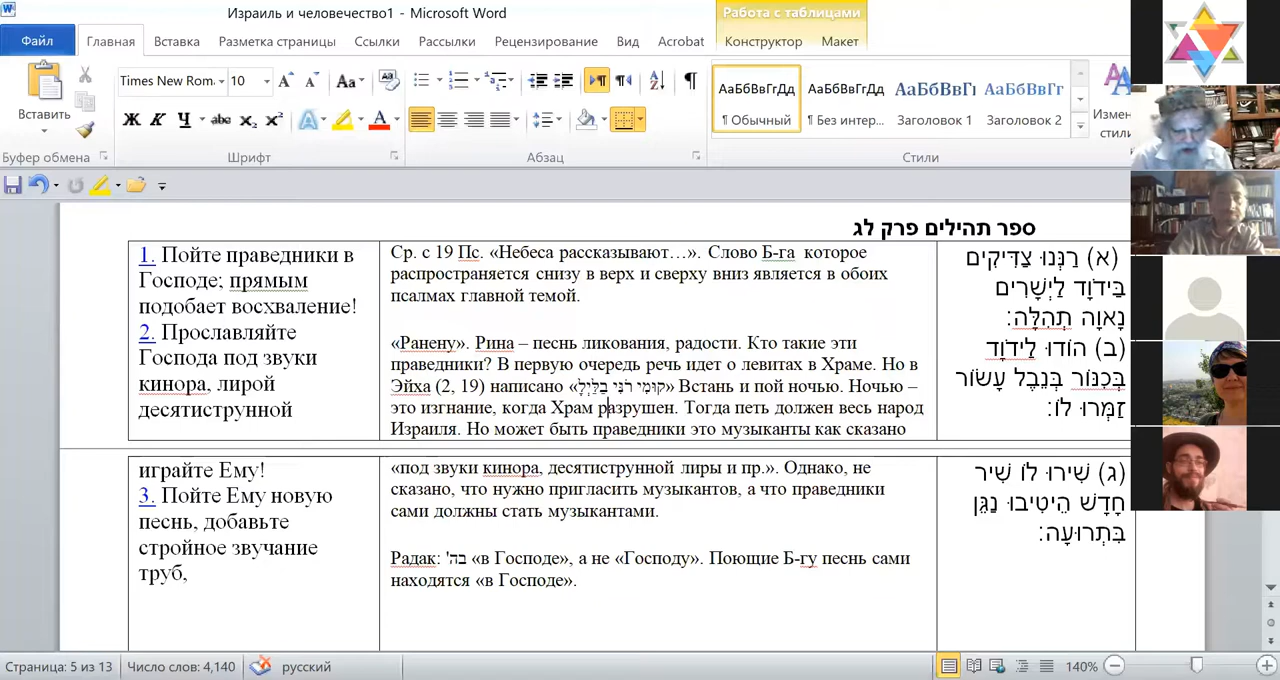 Израиль и человечество1 - Microsoft Word
Работа с таблицами
Файл
Главная
Вставка
Разметка страницы
Ссылки
Рассылки
Рецензирование
Вид
Acrobat
Конструктор
Макет
Вставить
Times New Rom
10
Ж К Ч abc x₂ x²
Aa
АаБбВвГгДд
АаБбВвГгДд
АаБбВвГг
АаБбВвГг
¶ Обычный
¶ Без интер...
Заголовок 1
Заголовок 2
Измен
стили
Буфер обмена
Шрифт
Абзац
Стили
ספר תהילים פרק לג
1. Пойте праведники в
Господе; прямым
подобает восхваление!
2. Прославляйте
Господа под звуки
кинора, лирой
десятиструнной
Ср. с 19 Пс. «Небеса рассказывают…». Слово Б-га которое
распространяется снизу в верх и сверху вниз является в обоих
псалмах главной темой.
«Ранену». Рина – песнь ликования, радости. Кто такие эти
праведники? В первую очередь речь идет о левитах в Храме. Но в
Эйха (2, 19) написано «קוּמִי רֹנִּי בַלַּיְלָ» Встань и пой ночью. Ночью –
это изгнание, когда Храм разрушен. Тогда петь должен весь народ
Израиля. Но может быть праведники это музыканты как сказано
(א) רַנְּנוּ צַדִּיקִים
בַּידֹוָד לַיְשָׁרִים
נָאוָה תְהִלָּה:
(ב) הוֹדוּ לַידֹוָד
בְּכִנּוֹר בְּנֵבֶל עָשׂוֹר
זַמְּרוּ לוֹ:
играйте Ему!
3. Пойте Ему новую
песнь, добавьте
стройное звучание
труб,
«под звуки кинора, десятиструнной лиры и пр.». Однако, не
сказано, что нужно пригласить музыкантов, а что праведники
сами должны стать музыкантами.
Радак: בה' «в Господе», а не «Господу». Поющие Б-гу песнь сами
находятся «в Господе».
(ג) שִׁירוּ לוֹ שִׁיר
חָדָשׁ הֵיטִיבוּ נַגֵּן
בִּתְרוּעָה:
Страница: 5 из 13
Число слов: 4,140
русский
140%